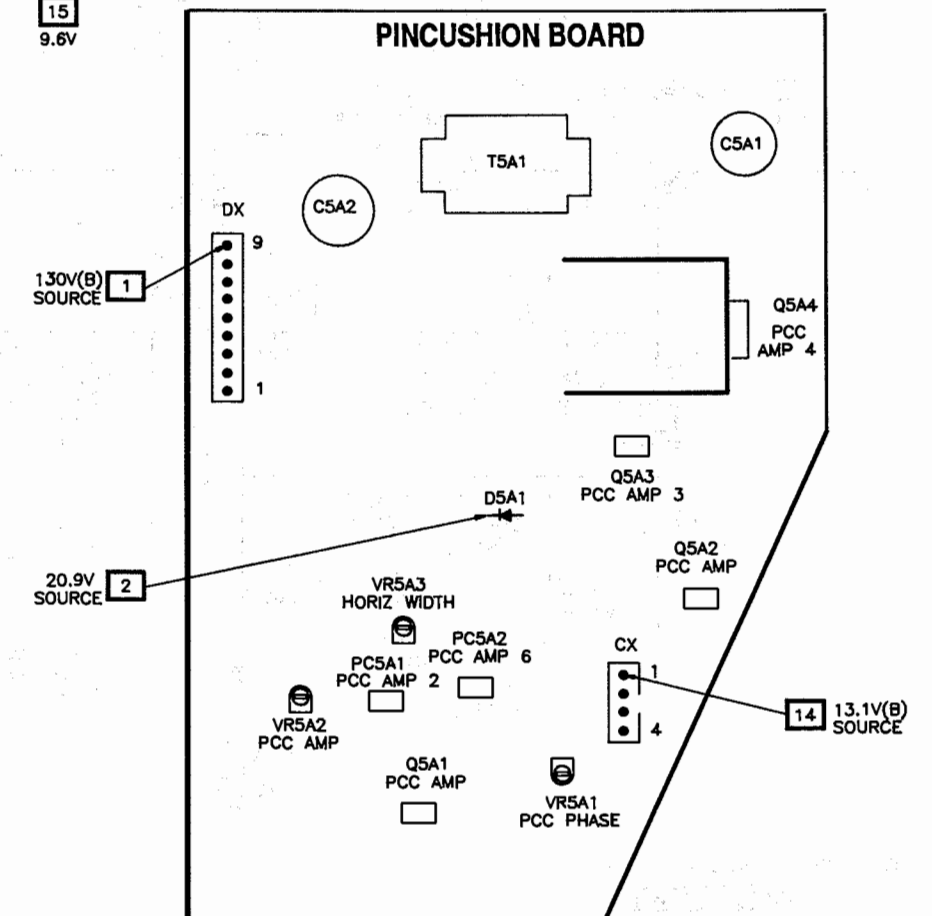 15
9.6V
PINCUSHION BOARD
T5A1
C5A1
C5A2
DX
9
130V(B)
SOURCE
1
1
Q5A4
PCC
AMP 4
Q5A3
PCC AMP 3
D5A1
20.9V
SOURCE
2
Q5A2
PCC AMP
VR5A3
HORIZ WIDTH
PC5A2
PCC AMP 6
PC5A1
PCC AMP 2
CX
1
4
14
13.1V(B)
SOURCE
VR5A2
PCC AMP
Q5A1
PCC AMP
VR5A1
PCC PHASE